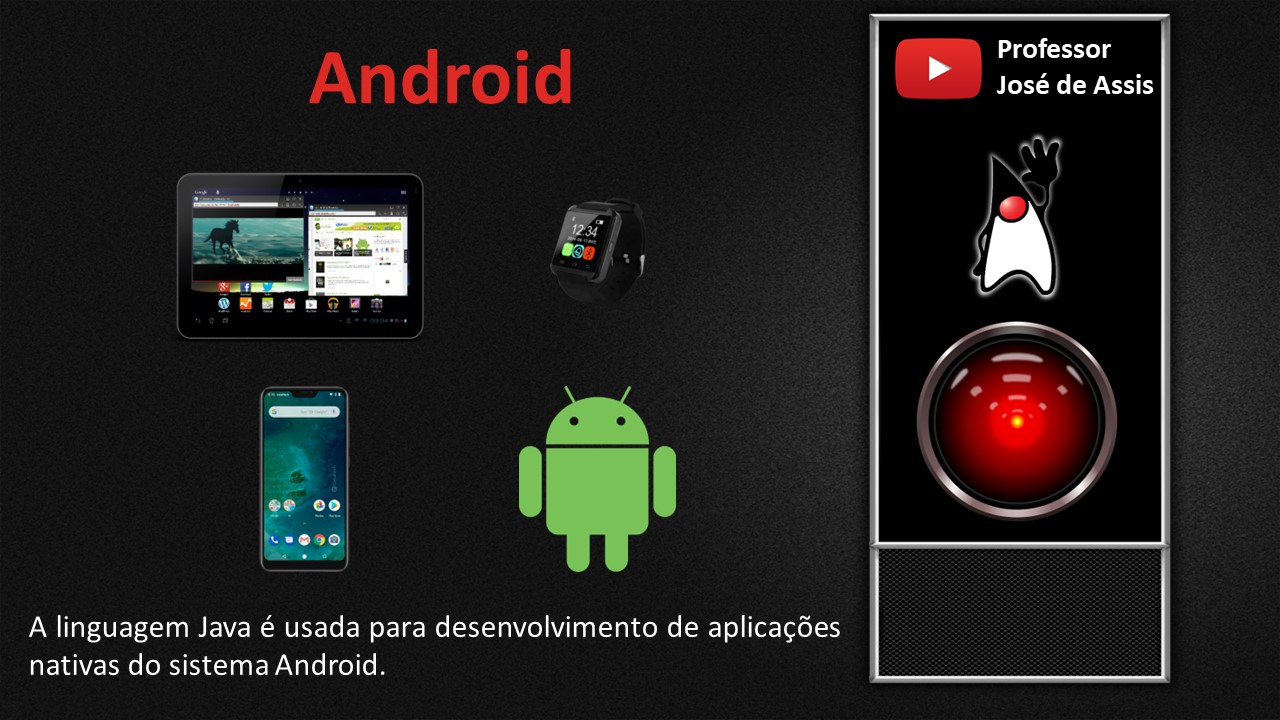 Android
Professor
José de Assis
12:34
A linguagem Java é usada para desenvolvimento de aplicações
nativas do sistema Android.